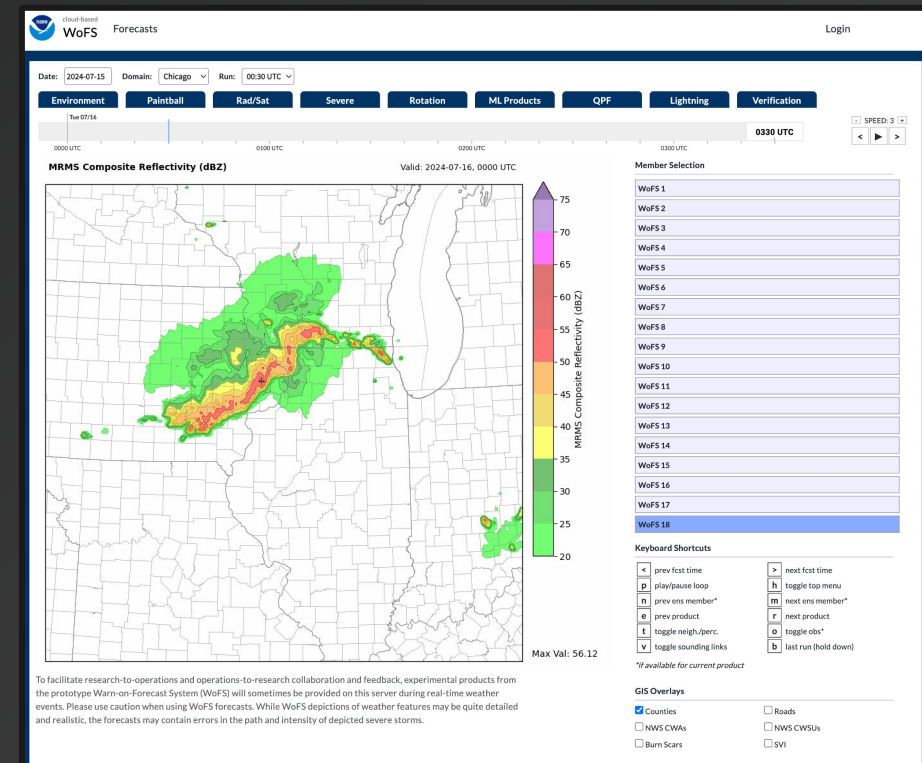 NOAA
cloud-based
WoFS
Forecasts
Login
Date: 2024-07-15 Domain: Chicago Run: 00:30 UTC
Environment Paintball Rad/Sat Severe Rotation ML Products QPF Lightning Verification
Tue 07/16
0330 UTC
- SPEED: 3 +
< ▶ >
0000 UTC 0100 UTC 0200 UTC 0300 UTC
MRMS Composite Reflectivity (dBZ) Valid: 2024-07-16, 0000 UTC
75
70
65
60
55
50
45
40
35
30
25
20
MRMS Composite Reflectivity (dBZ)
Max Val: 56.12
To facilitate research-to-operations and operations-to-research collaboration and feedback, experimental products from
the prototype Warn-on-Forecast System (WoFS) will sometimes be provided on this server during real-time weather
events. Please use caution when using WoFS forecasts. While WoFS depictions of weather features may be quite detailed
and realistic, the forecasts may contain errors in the path and intensity of depicted severe storms.
Member Selection
WoFS 1
WoFS 2
WoFS 3
WoFS 4
WoFS 5
WoFS 6
WoFS 7
WoFS 8
WoFS 9
WoFS 10
WoFS 11
WoFS 12
WoFS 13
WoFS 14
WoFS 15
WoFS 16
WoFS 17
WoFS 18
Keyboard Shortcuts
< prev fcst time > next fcst time
p play/pause loop h toggle top menu
n prev ens member* m next ens member*
e prev product r next product
t toggle neigh./perc. o toggle obs*
v toggle sounding links b last run (hold down)
*if available for current product
GIS Overlays
Counties Roads
NWS CWAs NWS CWSUs
Burn Scars SVI